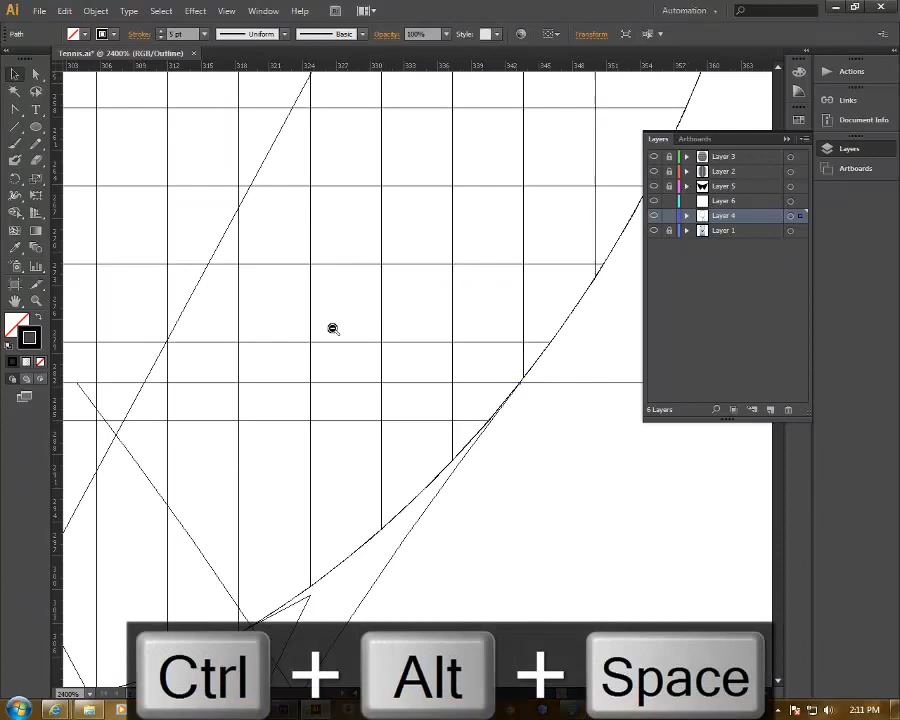 Ai File Edit Object Type Select Effect View Window Help Br Automation
Path Stroke: 5 pt Uniform Basic Opacity: 100% Style: Transform
Tennis.ai* @ 2400% (RGB/Outline) ×
303 306 309 312 315 318 321 324 327 330 333 336 339 342 345 348 351 354 357 360 363
Actions
Links
Document Info
Layers
Artboards
Layers Artboards
Layer 3
Layer 2
Layer 5
Layer 6
Layer 4
Layer 1
6 Layers
Ctrl + Alt + Space
2400%
2:11 PM